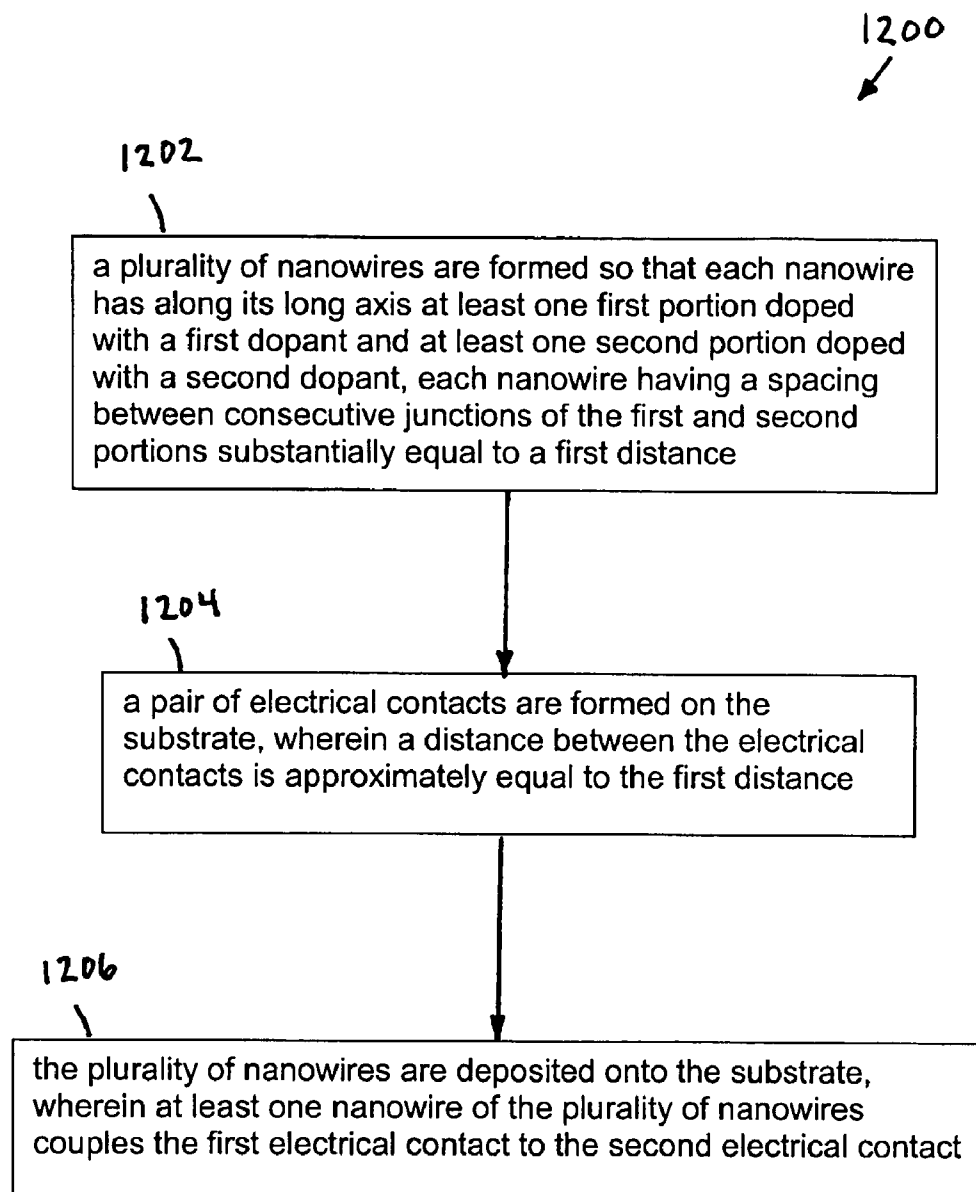 1200
1202
a plurality of nanowires are formed so that each nanowire
has along its long axis at least one first portion doped
with a first dopant and at least one second portion doped
with a second dopant, each nanowire having a spacing
between consecutive junctions of the first and second
portions substantially equal to a first distance
1204
a pair of electrical contacts are formed on the
substrate, wherein a distance between the electrical
contacts is approximately equal to the first distance
1206
the plurality of nanowires are deposited onto the substrate,
wherein at least one nanowire of the plurality of nanowires
couples the first electrical contact to the second electrical contact